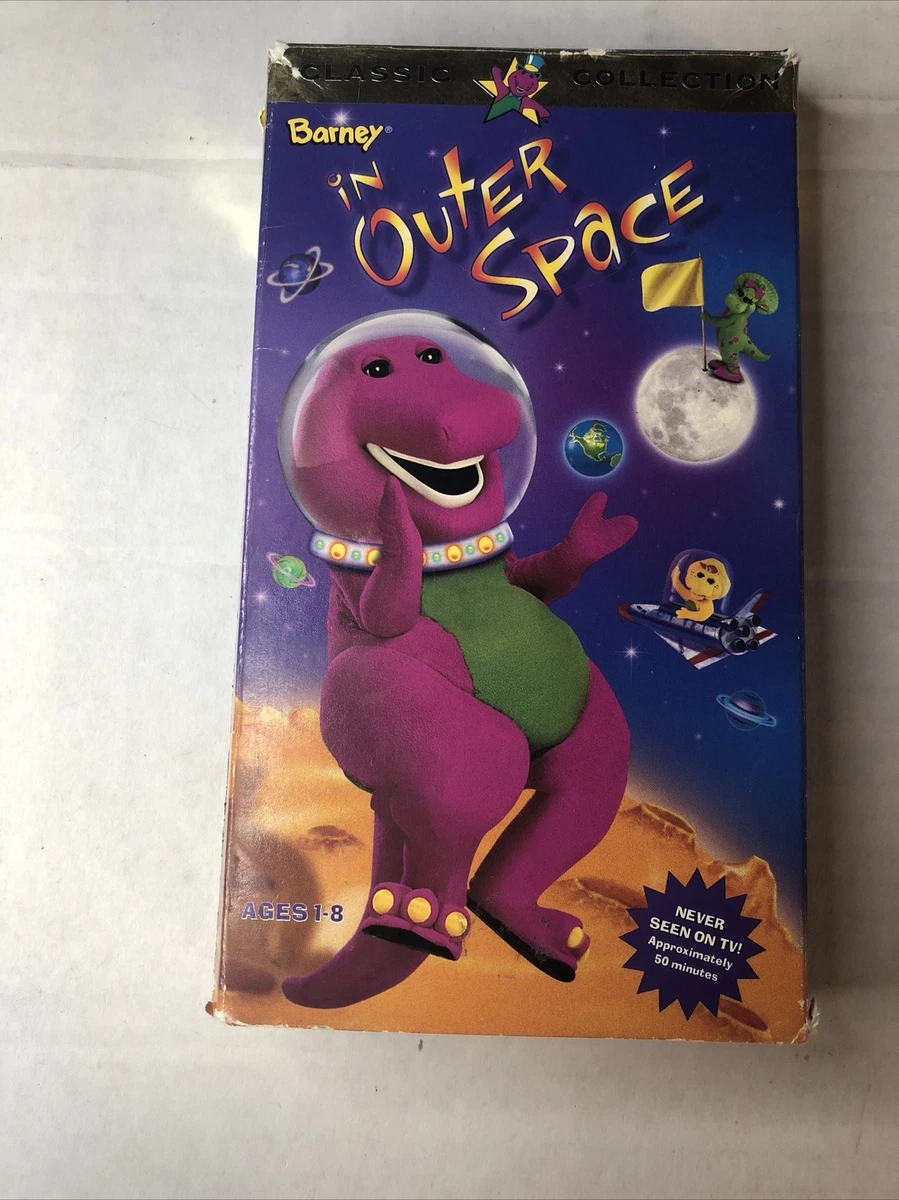 CLASSIC COLLECTION
Barney®
in
Outer
Space
AGES 1-8
NEVER
SEEN ON TV!
Approximately
50 minutes